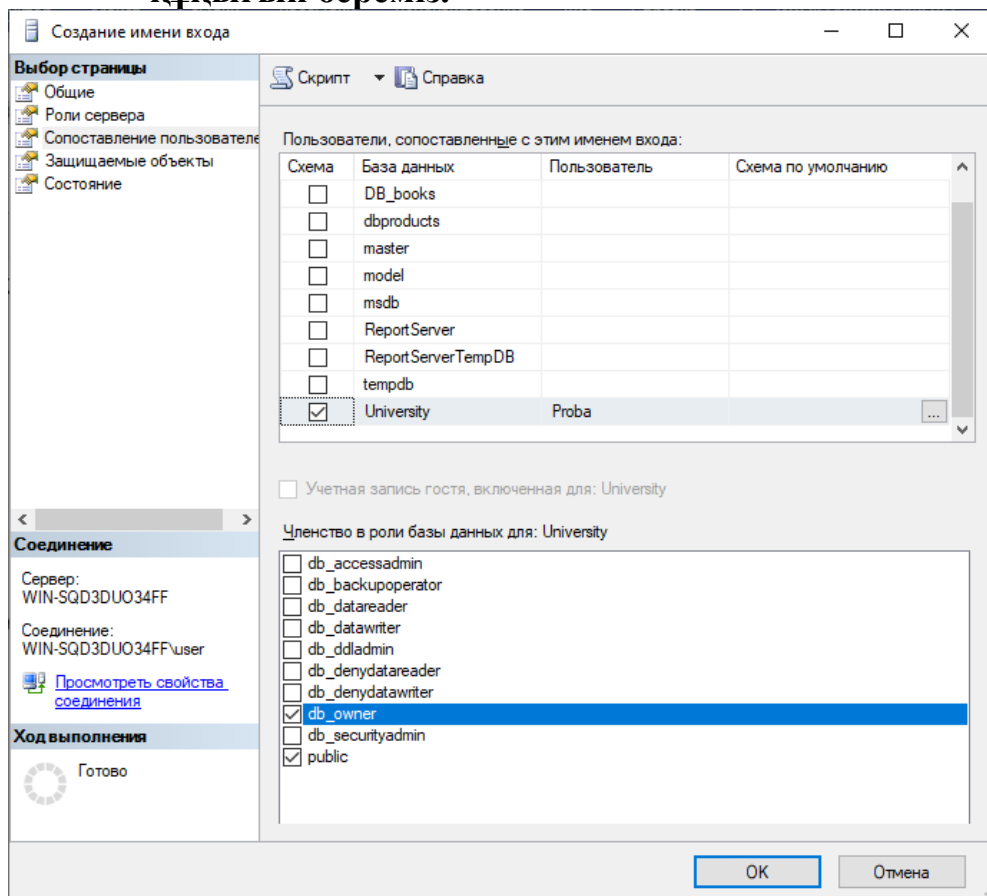 құқығын береміз.
Создание имени входа
Выбор страницы
Общие
Роли сервера
Сопоставление пользователе
Защищаемые объекты
Состояние
Скрипт
Справка
Пользователи, сопоставленные с этим именем входа:
Схема База данных Пользователь Схема по умолчанию
DB_books
dbproducts
master
model
msdb
ReportServer
ReportServerTempDB
tempdb
University Proba ...
Учетная запись гостя, включенная для: University
Членство в роли базы данных для: University
db_accessadmin
db_backupoperator
db_datareader
db_datawriter
db_ddladmin
db_denydatareader
db_denydatawriter
db_owner
db_securityadmin
public
Соединение
Сервер:
WIN-SQD3DUO34FF
Соединение:
WIN-SQD3DUO34FF\user
Просмотреть свойства
соединения
Ход выполнения
Готово
OK
Отмена